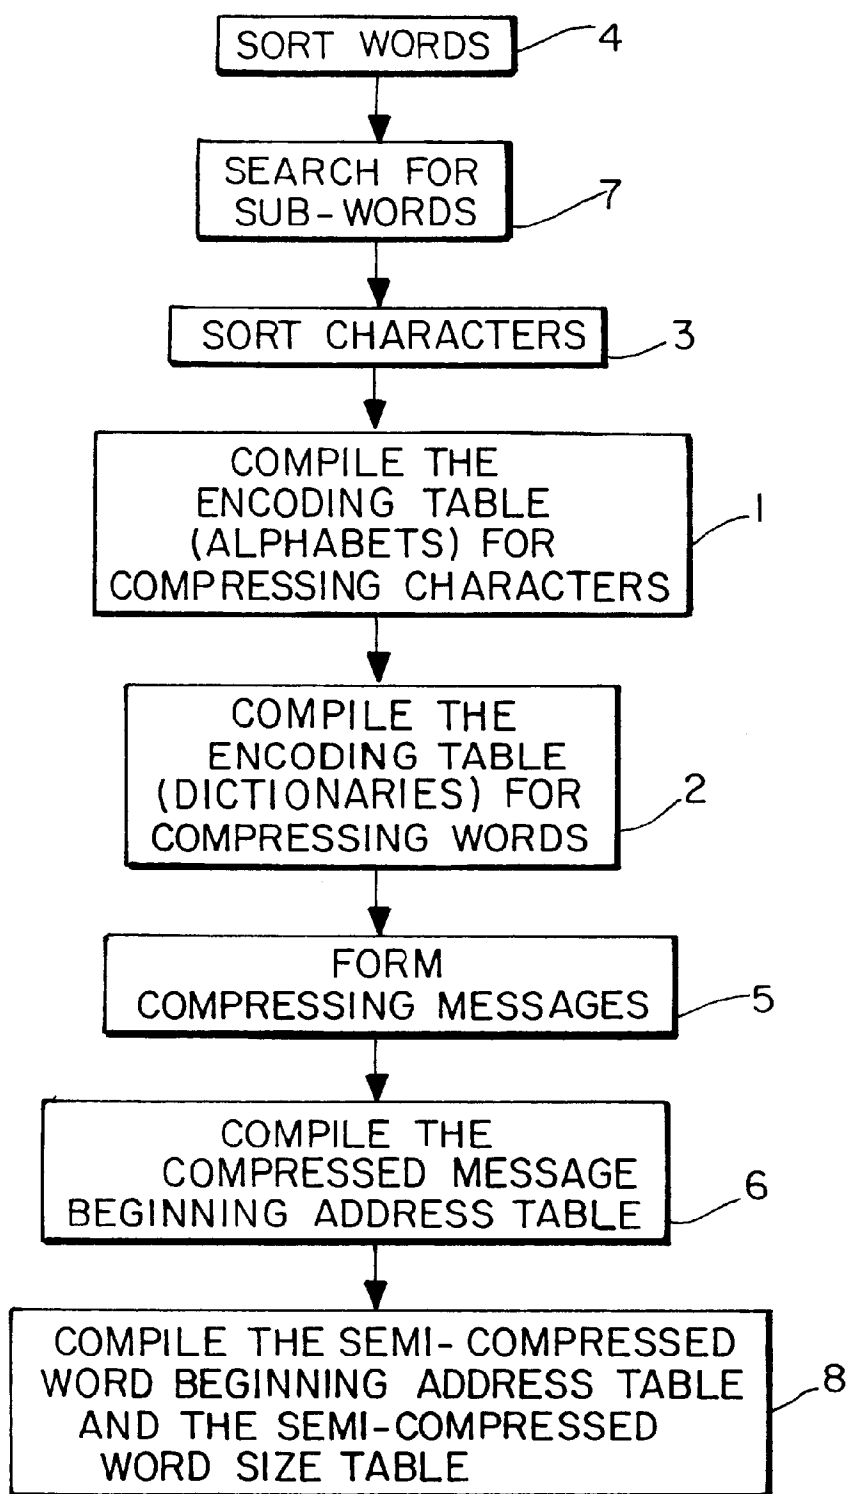 SORT WORDS
4
SEARCH FOR
SUB-WORDS
7
SORT CHARACTERS
3
COMPILE THE
ENCODING TABLE
(ALPHABETS) FOR
COMPRESSING CHARACTERS
1
COMPILE THE
ENCODING TABLE
(DICTIONARIES) FOR
COMPRESSING WORDS
2
FORM
COMPRESSING MESSAGES
5
COMPILE THE
COMPRESSED MESSAGE
BEGINNING ADDRESS TABLE
6
COMPILE THE SEMI-COMPRESSED
WORD BEGINNING ADDRESS TABLE
AND THE SEMI-COMPRESSED
WORD SIZE TABLE
8